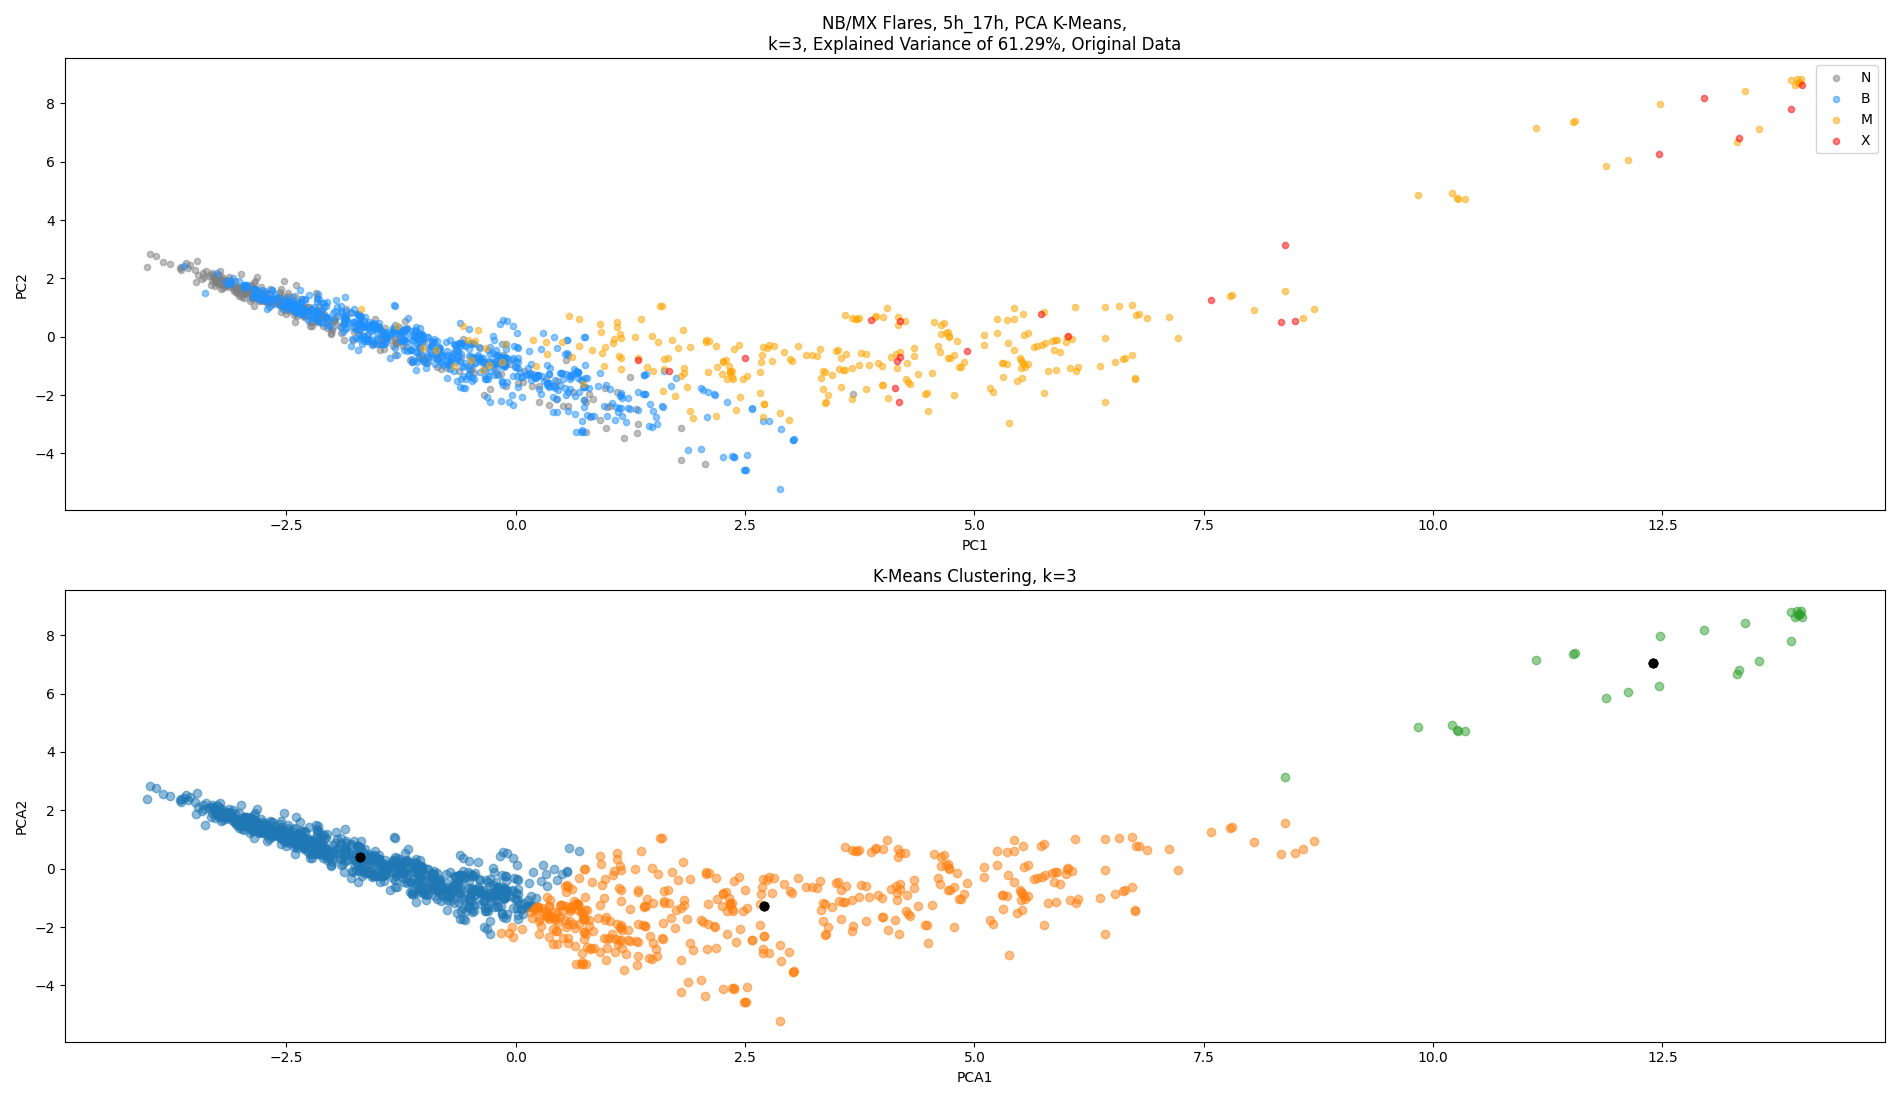 NB/MX Flares, 5h_17h, PCA K-Means,
k=3, Explained Variance of 61.29%, Original Data
N
B
M
X
8
6
4
2
0
−2
−4
PC2
−2.5 0.0 2.5 5.0 7.5 10.0 12.5
PC1
K-Means Clustering, k=3
8
6
4
2
0
−2
−4
PCA2
−2.5 0.0 2.5 5.0 7.5 10.0 12.5
PCA1